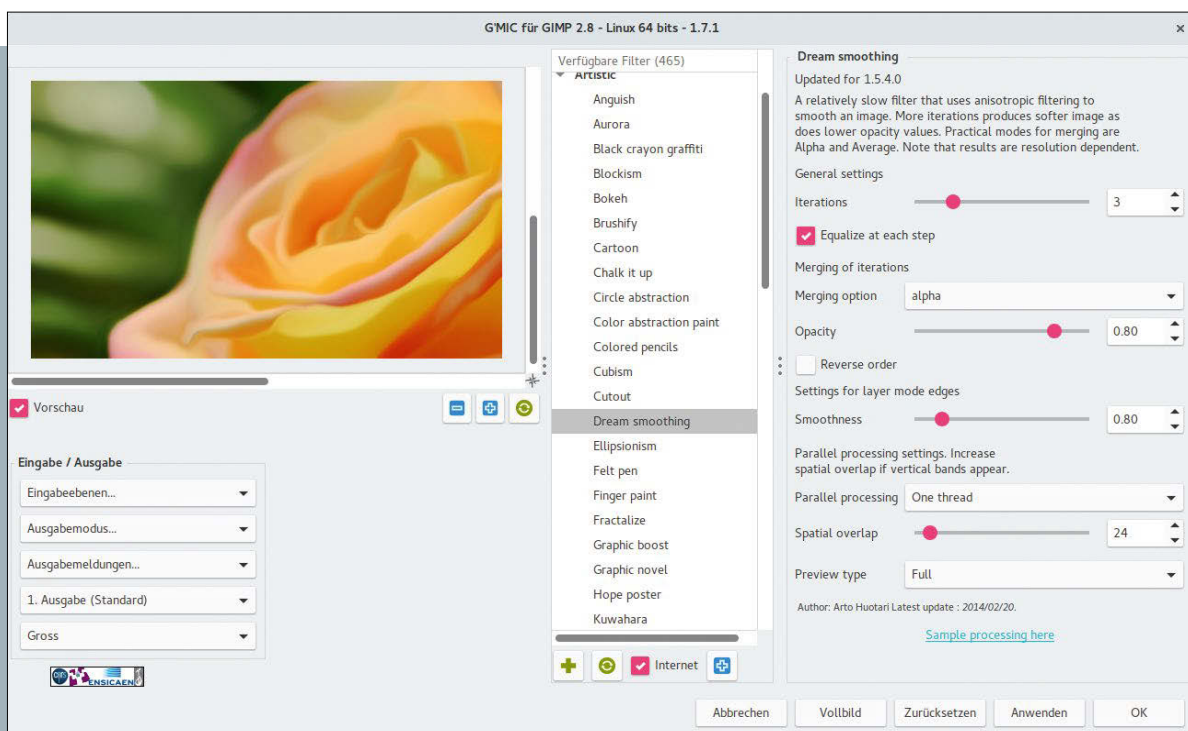 G'MIC für GIMP 2.8 - Linux 64 bits - 1.7.1
Vorschau
Eingabe / Ausgabe
Eingabeebenen...
Ausgabemodus...
Ausgabemeldungen...
1. Ausgabe (Standard)
Gross
ENSICAEN
Verfügbare Filter (465)
Artistic
Anguish
Aurora
Black crayon graffiti
Blockism
Bokeh
Brushify
Cartoon
Chalk it up
Circle abstraction
Color abstraction paint
Colored pencils
Cubism
Cutout
Dream smoothing
Ellipsionism
Felt pen
Finger paint
Fractalize
Graphic boost
Graphic novel
Hope poster
Kuwahara
Internet
Dream smoothing
Updated for 1.5.4.0
A relatively slow filter that uses anisotropic filtering to
smooth an image. More iterations produces softer image as
does lower opacity values. Practical modes for merging are
Alpha and Average. Note that results are resolution dependent.
General settings
Iterations 3
Equalize at each step
Merging of iterations
Merging option alpha
Opacity 0.80
Reverse order
Settings for layer mode edges
Smoothness 0.80
Parallel processing settings. Increase
spatial overlap if vertical bands appear.
Parallel processing One thread
Spatial overlap 24
Preview type Full
Author: Arto Huotari Latest update : 2014/02/20.
Sample processing here
Abbrechen Vollbild Zurücksetzen Anwenden OK